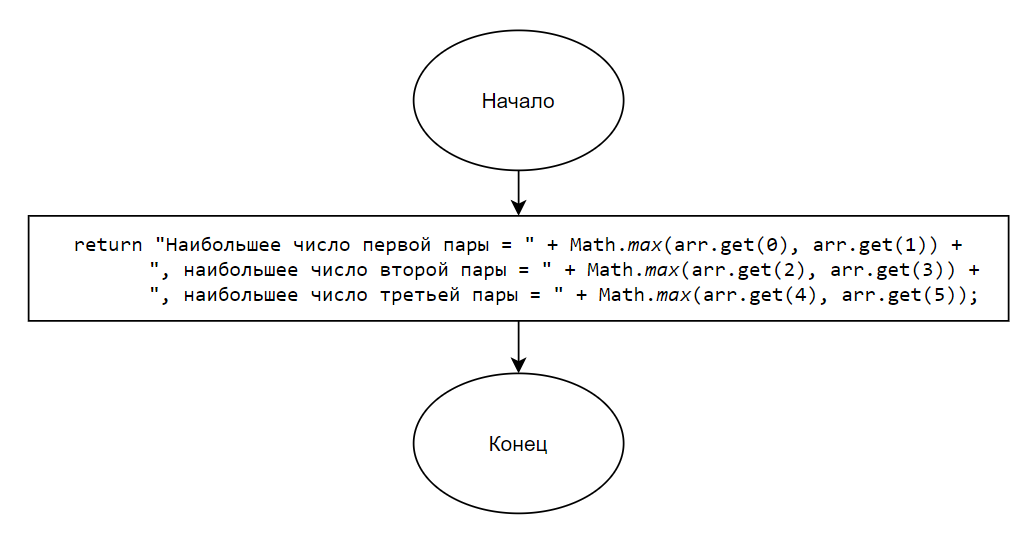 Начало
return "Наибольшее число первой пары = " + Math.max(arr.get(0), arr.get(1)) +
", наибольшее число второй пары = " + Math.max(arr.get(2), arr.get(3)) +
", наибольшее число третьей пары = " + Math.max(arr.get(4), arr.get(5));
Конец